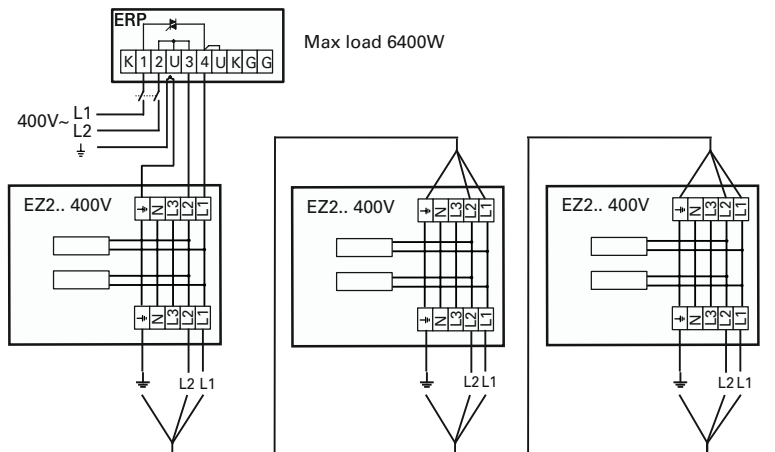 ERP
Max load 6400W
K 1 2 U 3 4 U K G G
400V~ L1
L2
EZ2.. 400V
N L3 L2 L1
N L3 L2 L1
L2 L1
EZ2.. 400V
N L3 L2 L1
N L3 L2 L1
L2 L1
EZ2.. 400V
N L3 L2 L1
N L3 L2 L1
L2 L1